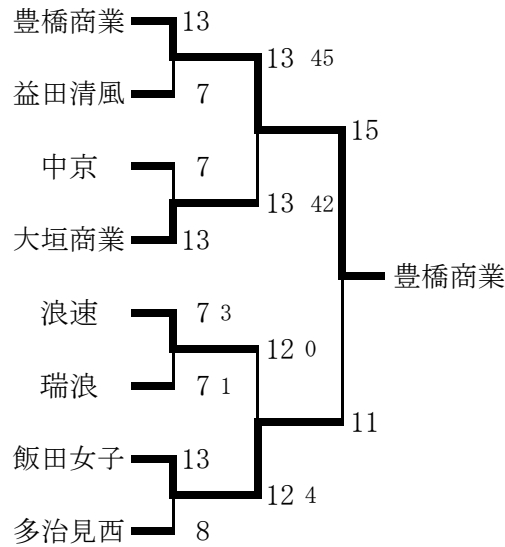 豊橋商業 13
13 45
益田清風 7
15
中京 7
13 42
大垣商業 13
豊橋商業
浪速 7 3
12 0
瑞浪 7 1
11
飯田女子 13
12 4
多治見西 8